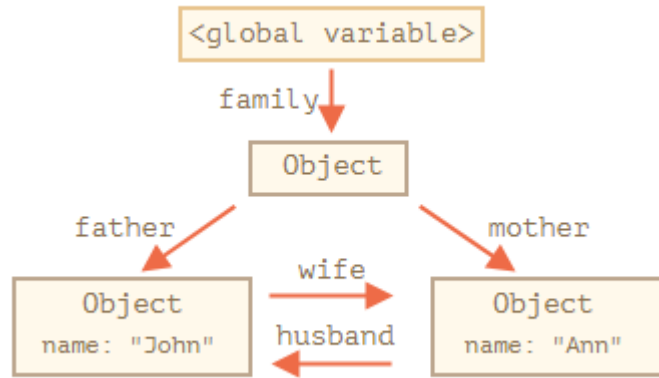 <global variable>
family
Object
father
mother
wife
Object
name: "John"
husband
Object
name: "Ann"